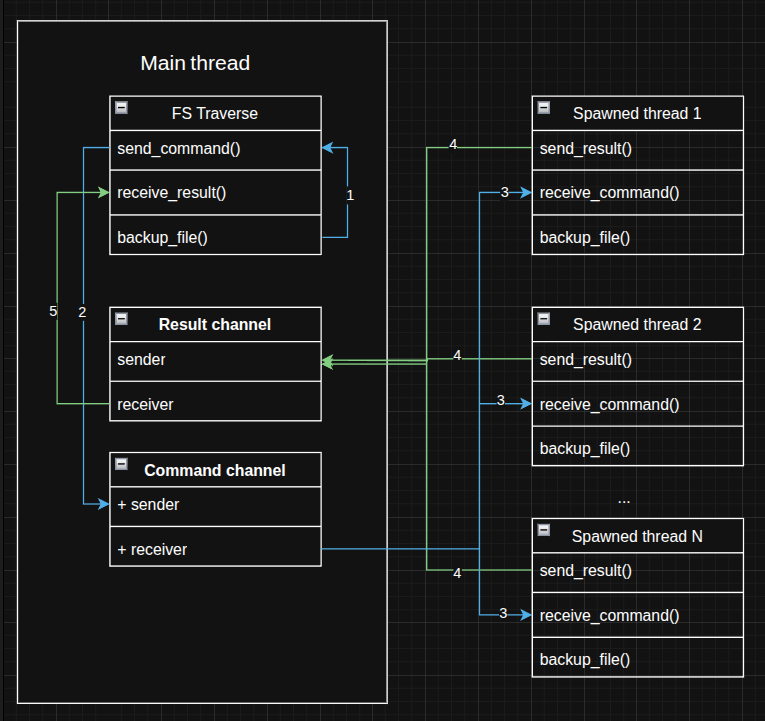 Main thread
FS Traverse
send_command()
receive_result()
backup_file()
1
5
2
Result channel
sender
receiver
Command channel
+ sender
+ receiver
Spawned thread 1
4
send_result()
3
receive_command()
backup_file()
Spawned thread 2
4
send_result()
3
receive_command()
backup_file()
...
Spawned thread N
4
send_result()
3
receive_command()
backup_file()